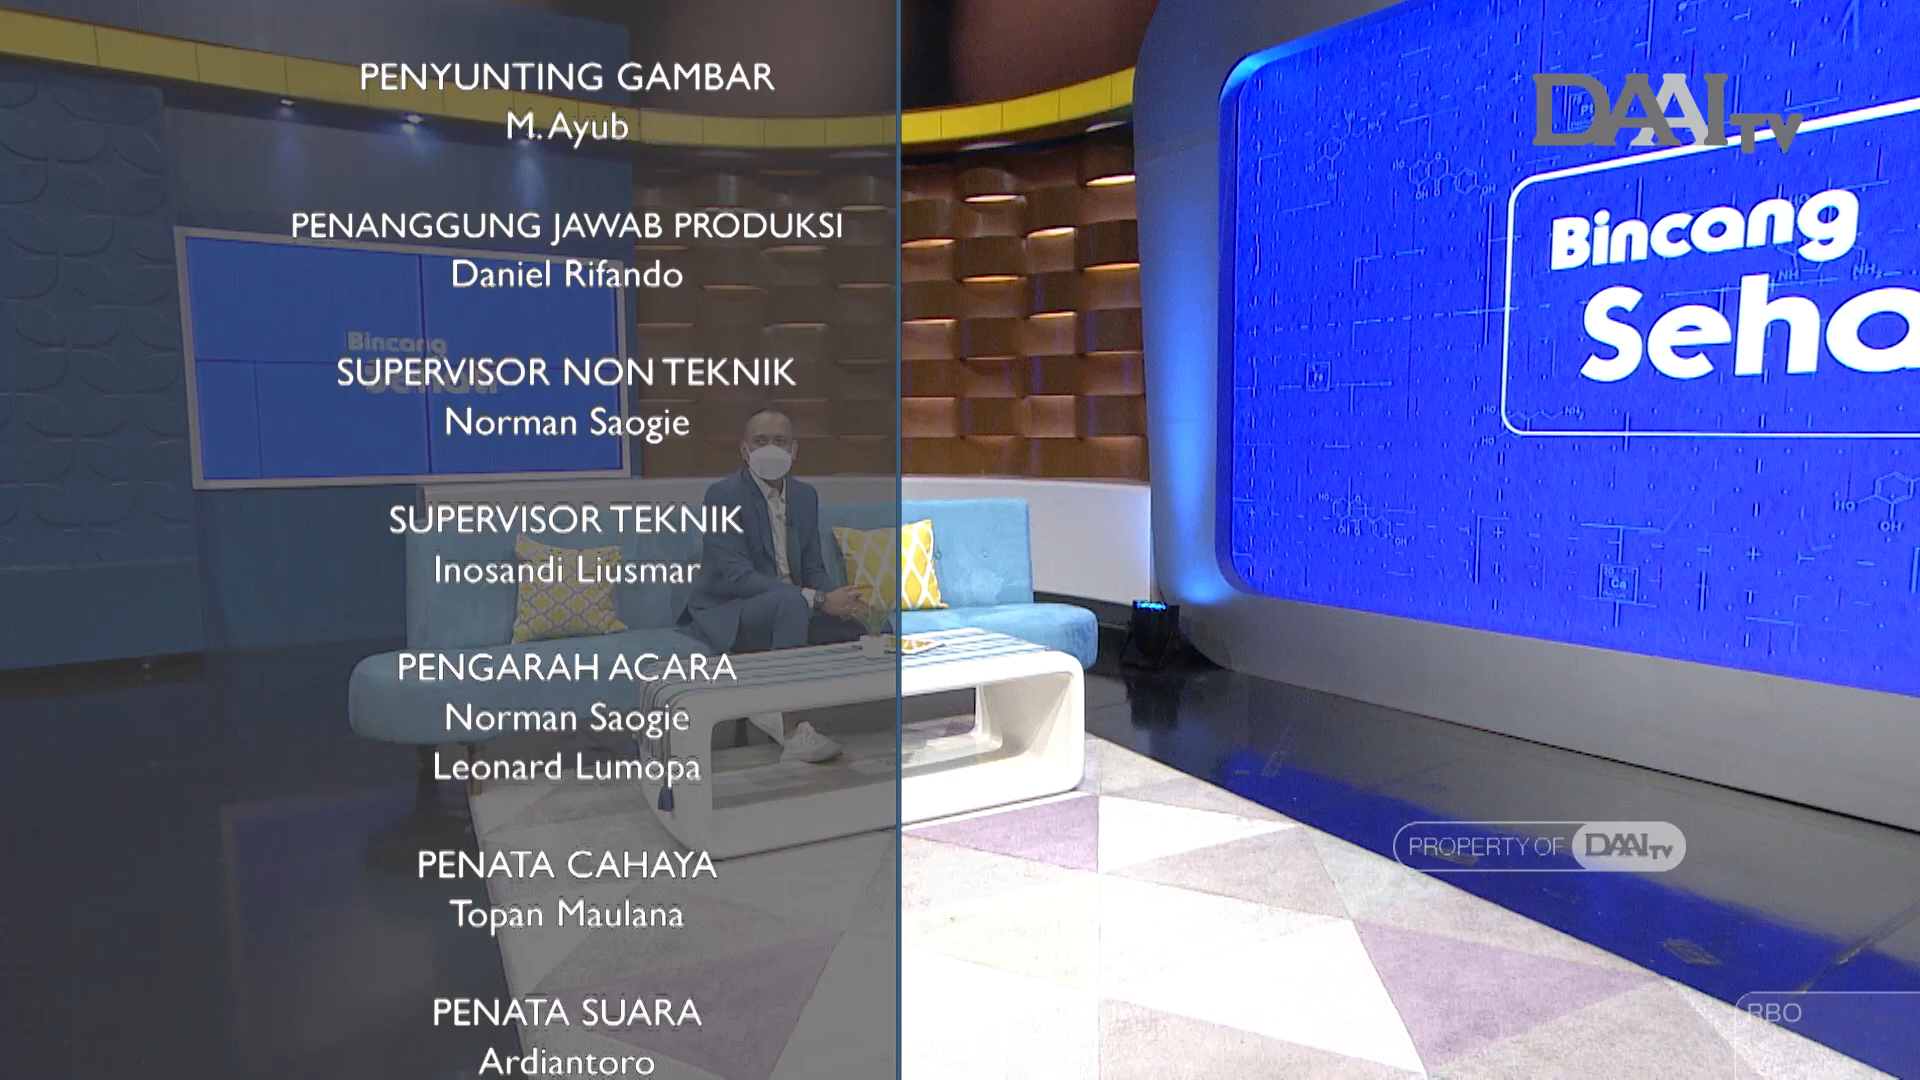 PENYUNTING GAMBAR
M. Ayub
PENANGGUNG JAWAB PRODUKSI
Daniel Rifando
SUPERVISOR NON TEKNIK
Norman Saogie
SUPERVISOR TEKNIK
Inosandi Liusmar
PENGARAH ACARA
Norman Saogie
Leonard Lumopa
PENATA CAHAYA
Topan Maulana
PENATA SUARA
Ardiantoro
Bincang
DAAI TV
Bincang
Seha
PROPERTY OF DAAI TV
RBO